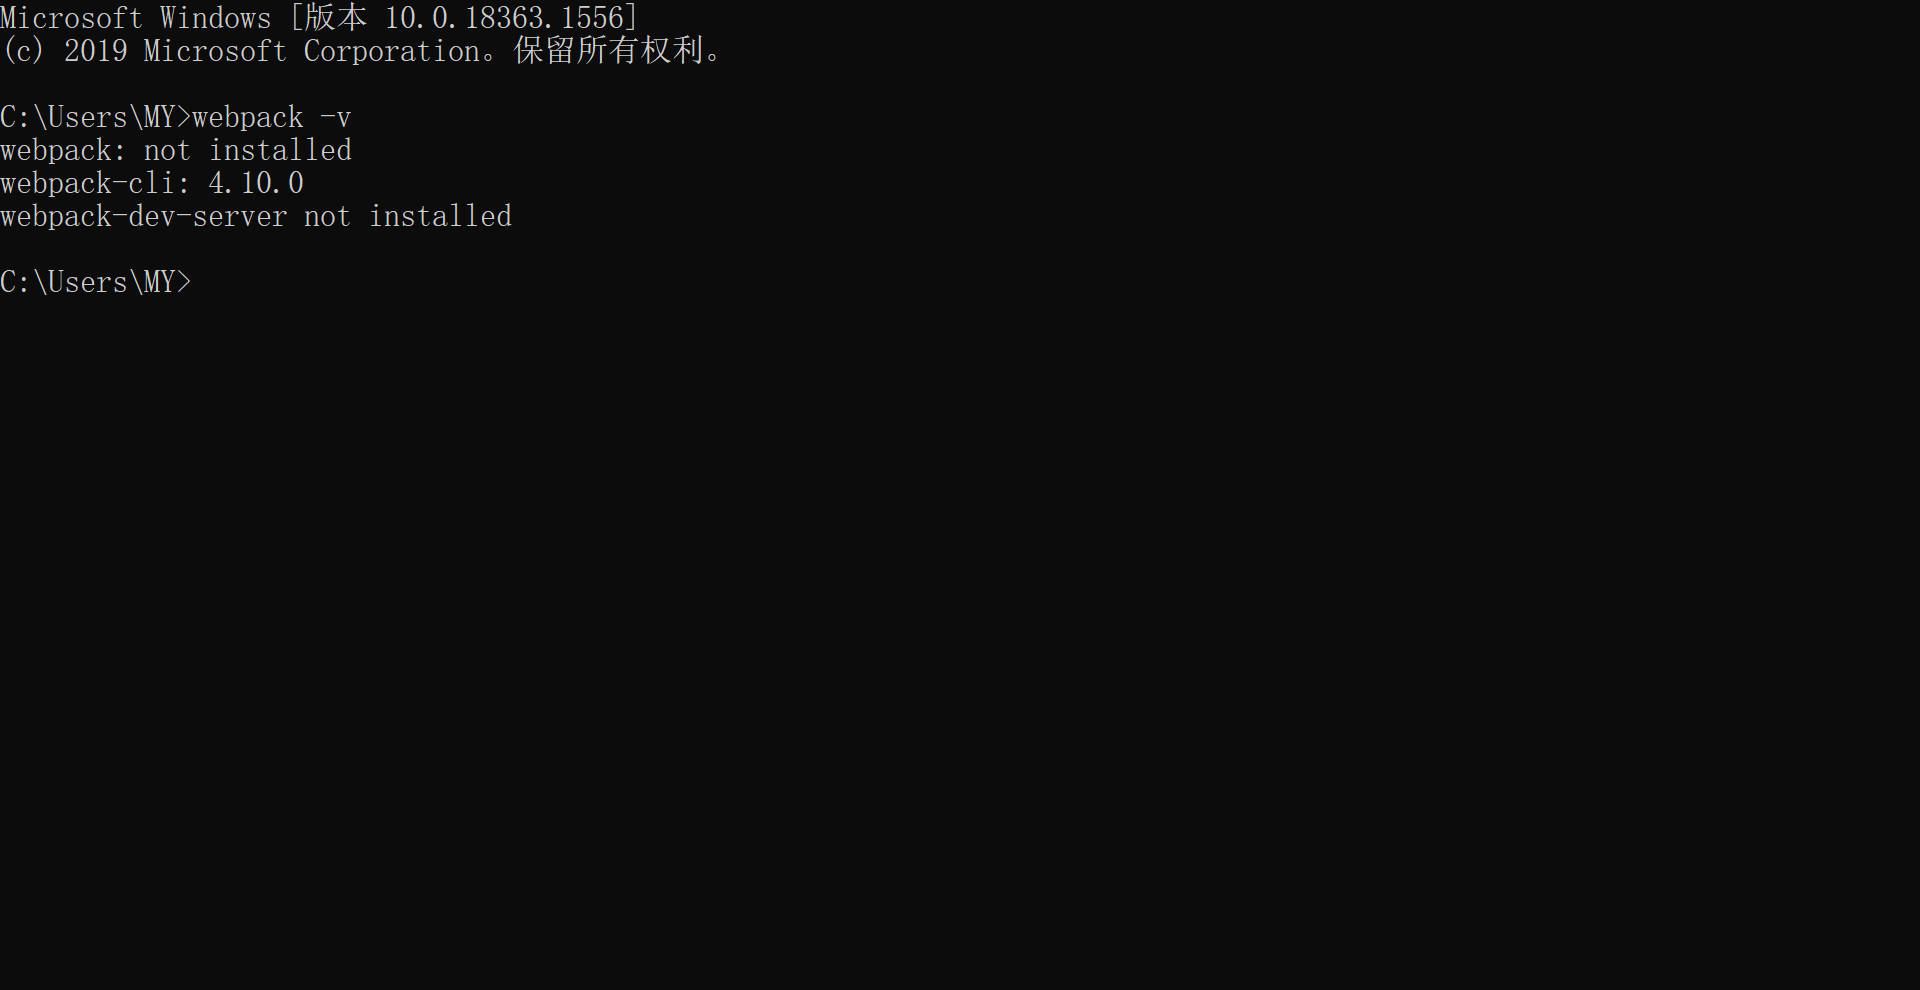 Microsoft Windows [版本 10.0.18363.1556]
(c) 2019 Microsoft Corporation。保留所有权利。
C:\Users\MY>webpack -v
webpack: not installed
webpack-cli: 4.10.0
webpack-dev-server not installed
C:\Users\MY>